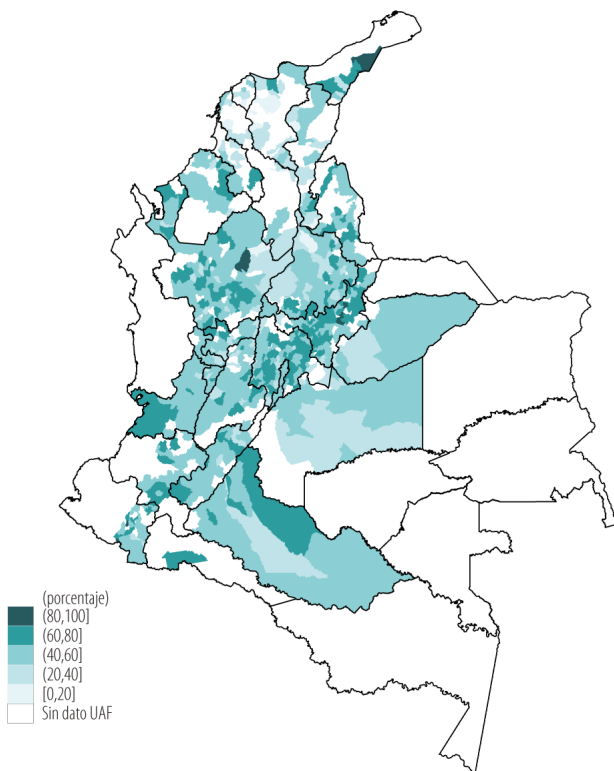 (porcentaje)
(80,100]
(60,80]
(40,60]
(20,40]
[0,20]
Sin dato UAF